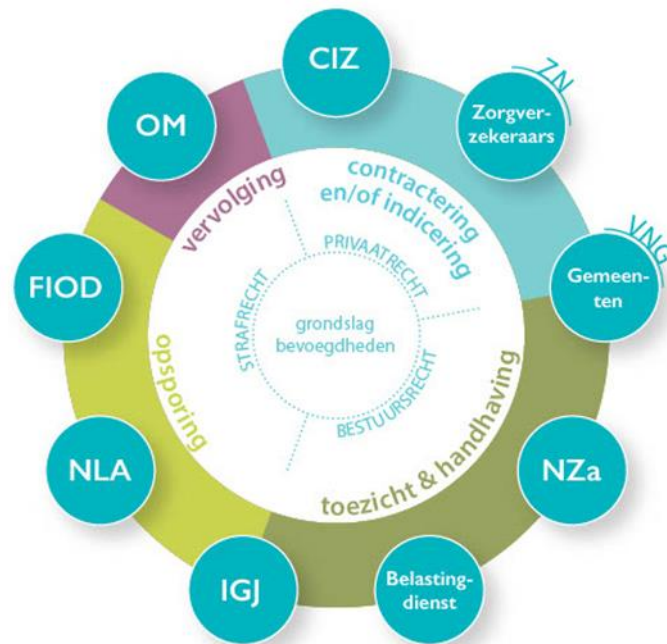 CIZ
ZN
Zorgver-
zekeraars
VNG
Gemeen-
ten
NZa
Belasting-
dienst
IGJ
NLA
FIOD
OM
vervolging
contractering
en/of indicering
toezicht & handhaving
opsporing
PRIVAATRECHT
BESTUURSRECHT
STRAFRECHT
grondslag
bevoegdheden